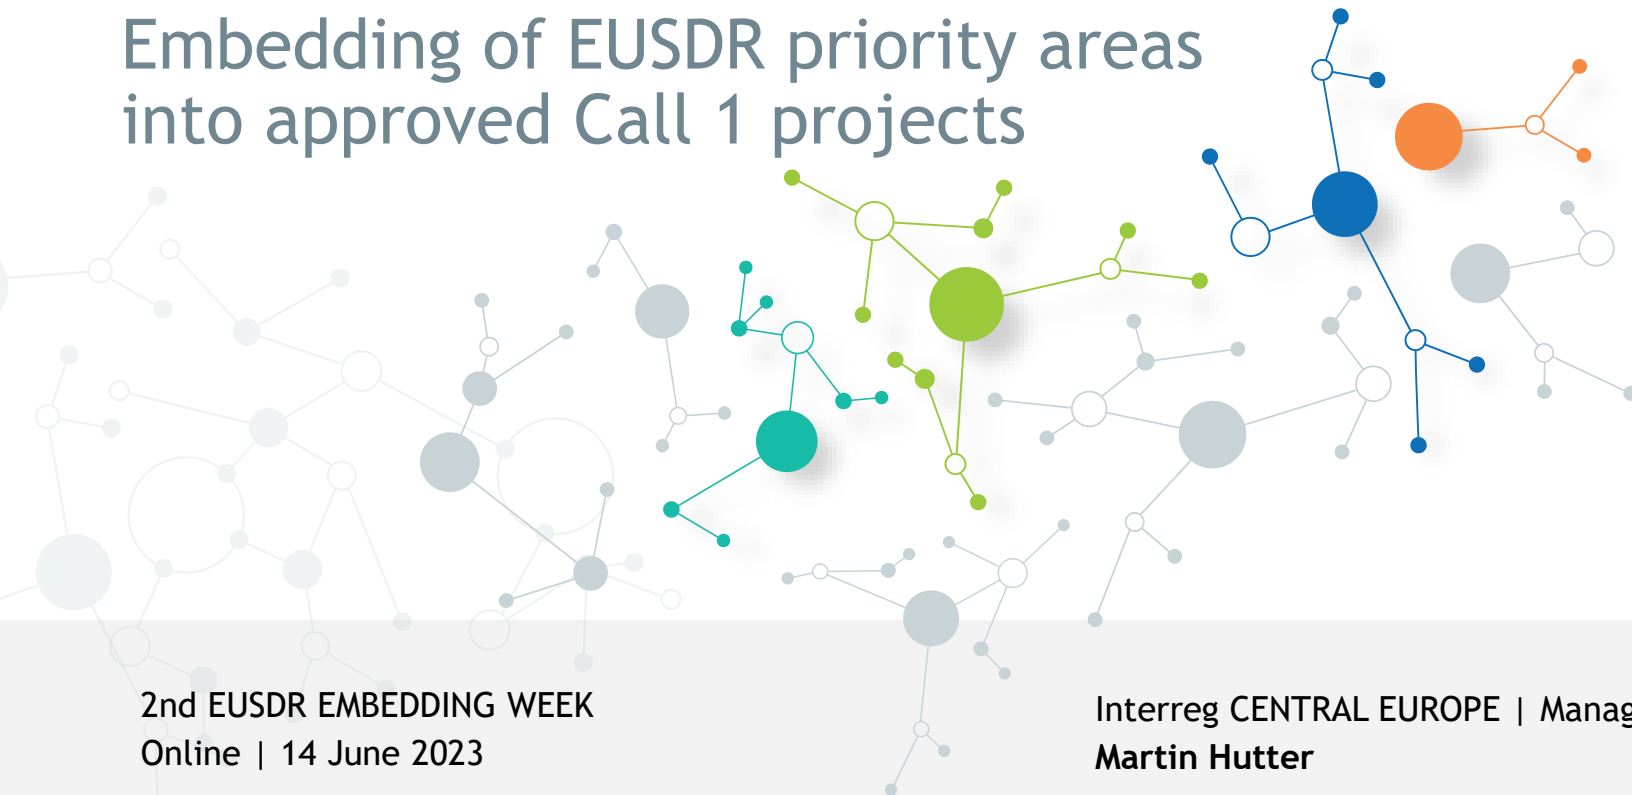 Embedding of EUSDR priority areas
into approved Call 1 projects
2nd EUSDR EMBEDDING WEEK
Online | 14 June 2023
Interreg CENTRAL EUROPE |
Martin Hutter